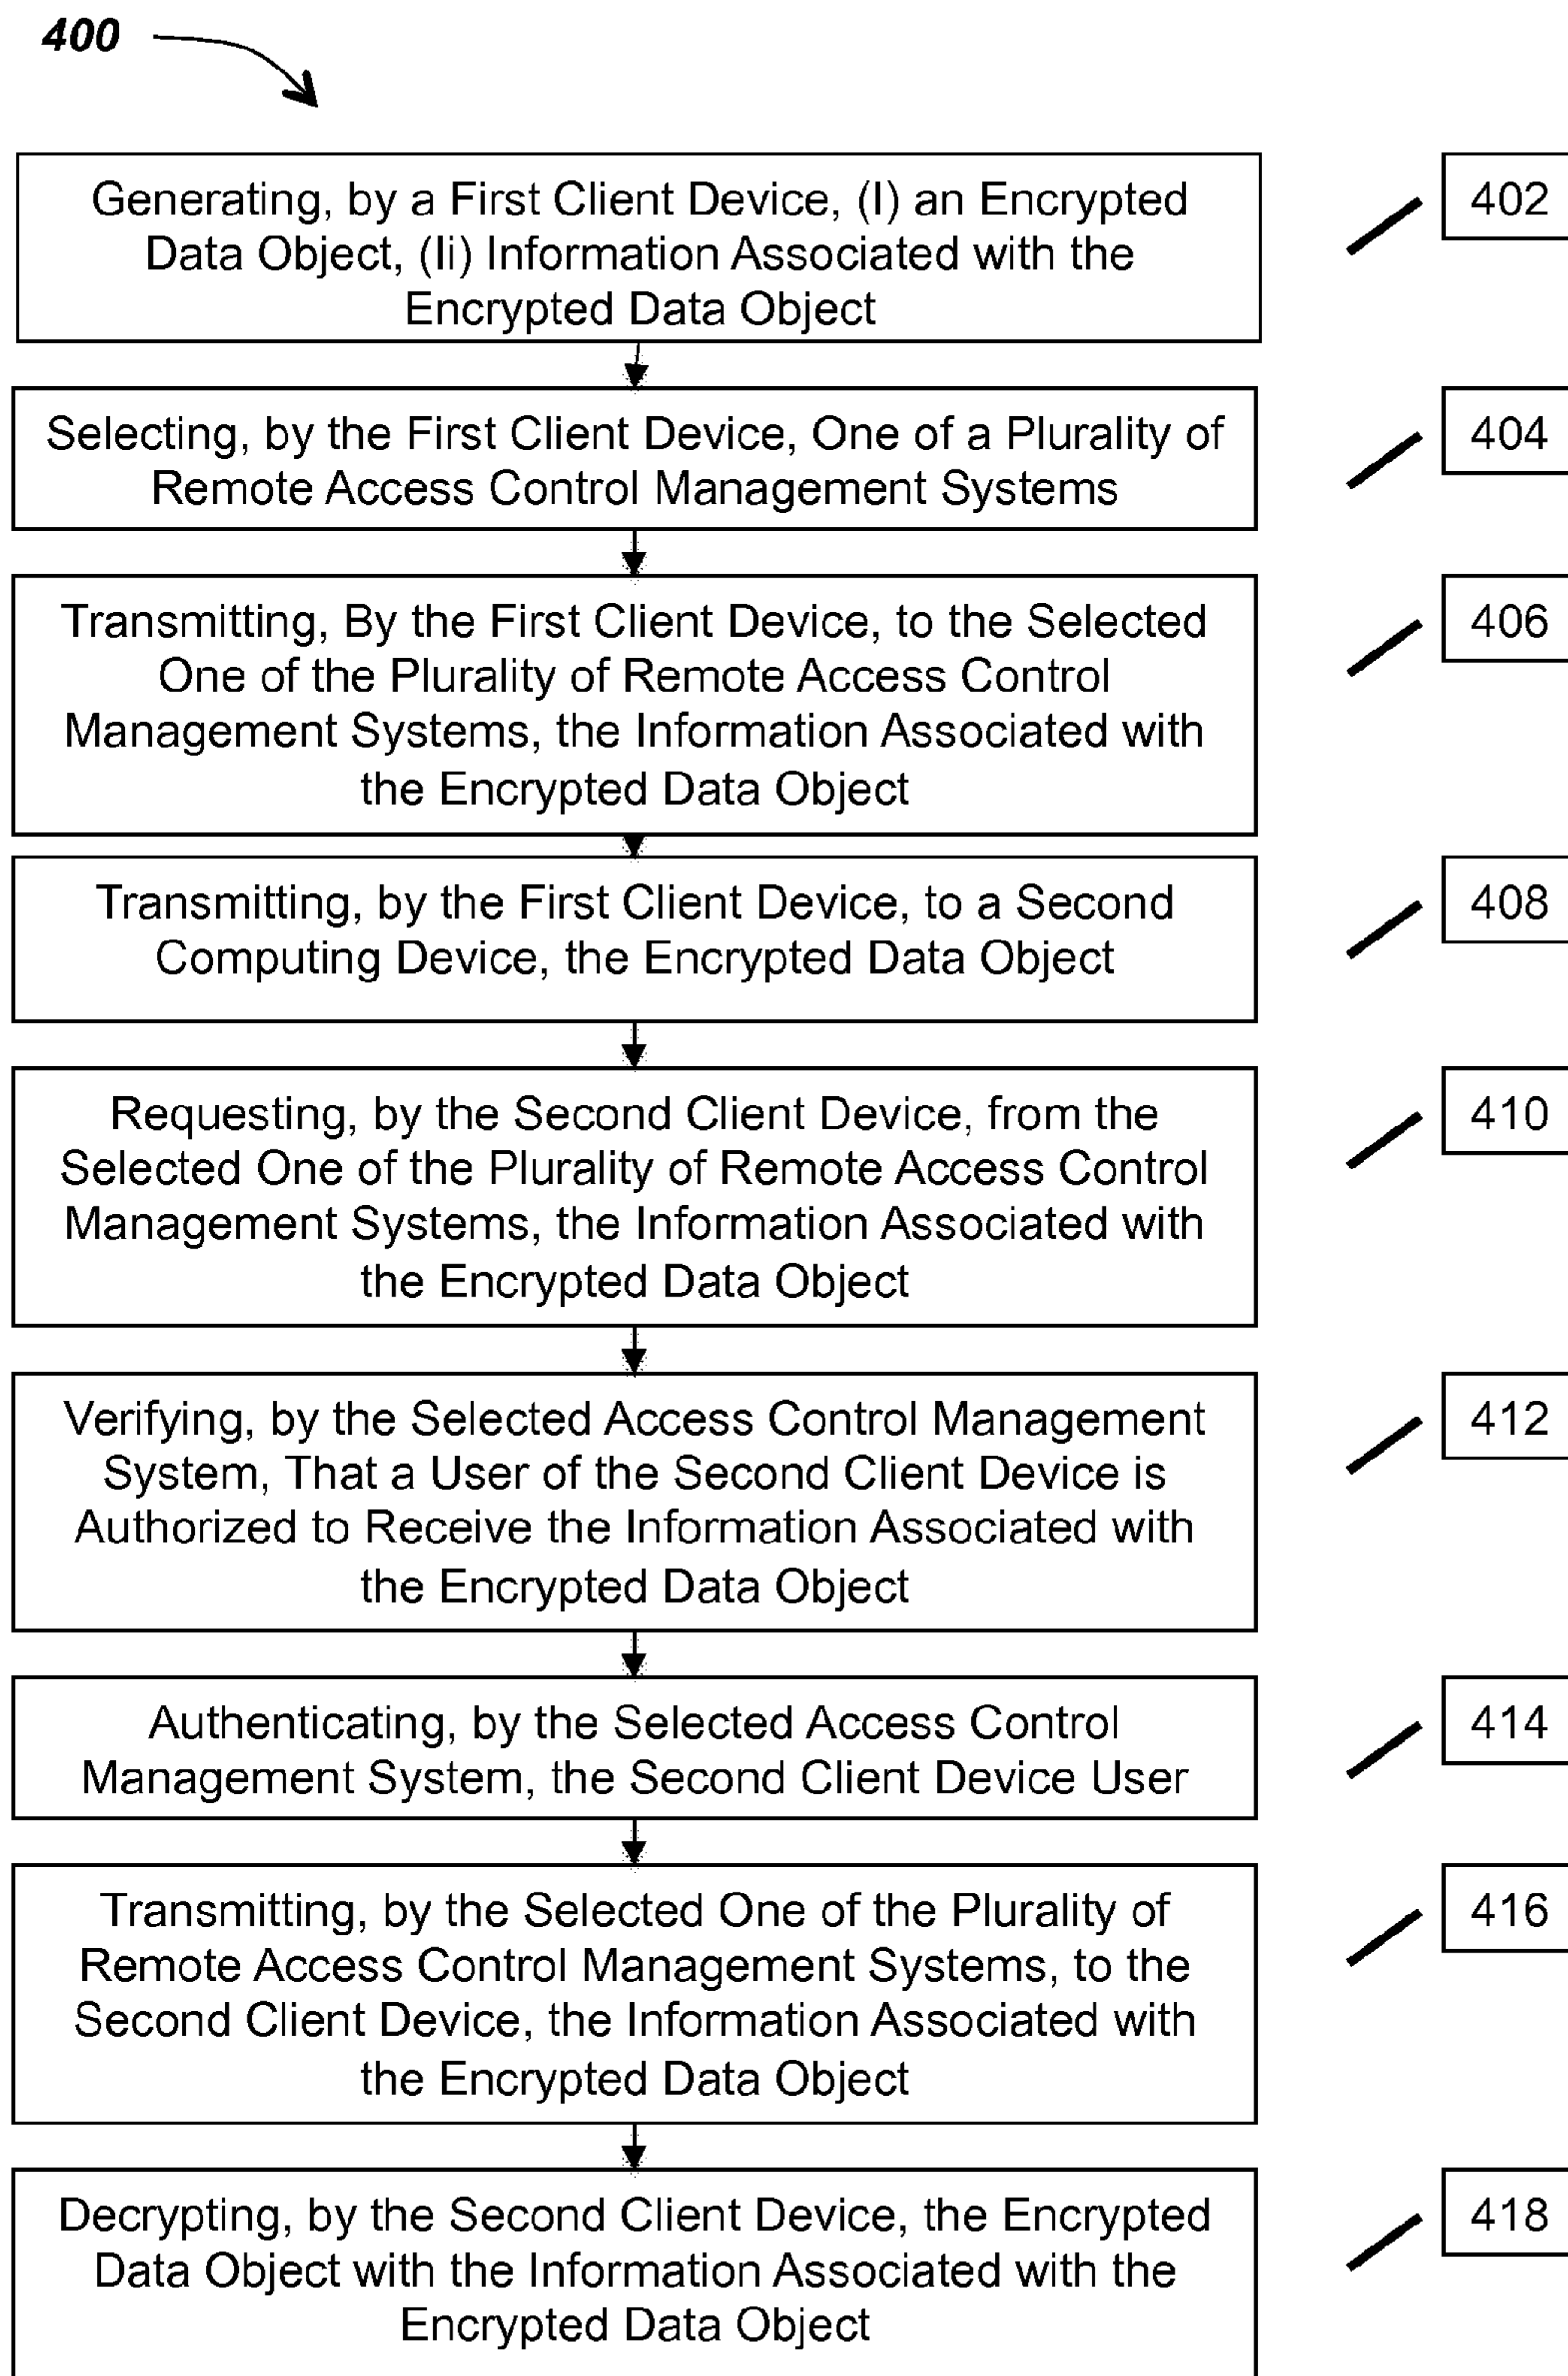 400
Generating, by a First Client Device, (I) an Encrypted
Data Object, (Ii) Information Associated with the
Encrypted Data Object
402
Selecting, by the First Client Device, One of a Plurality of
Remote Access Control Management Systems
404
Transmitting, By the First Client Device, to the Selected
One of the Plurality of Remote Access Control
Management Systems, the Information Associated with
the Encrypted Data Object
406
Transmitting, by the First Client Device, to a Second
Computing Device, the Encrypted Data Object
408
Requesting, by the Second Client Device, from the
Selected One of the Plurality of Remote Access Control
Management Systems, the Information Associated with
the Encrypted Data Object
410
Verifying, by the Selected Access Control Management
System, That a User of the Second Client Device is
Authorized to Receive the Information Associated with
the Encrypted Data Object
412
Authenticating, by the Selected Access Control
Management System, the Second Client Device User
414
Transmitting, by the Selected One of the Plurality of
Remote Access Control Management Systems, to the
Second Client Device, the Information Associated with
the Encrypted Data Object
416
Decrypting, by the Second Client Device, the Encrypted
Data Object with the Information Associated with the
Encrypted Data Object
418